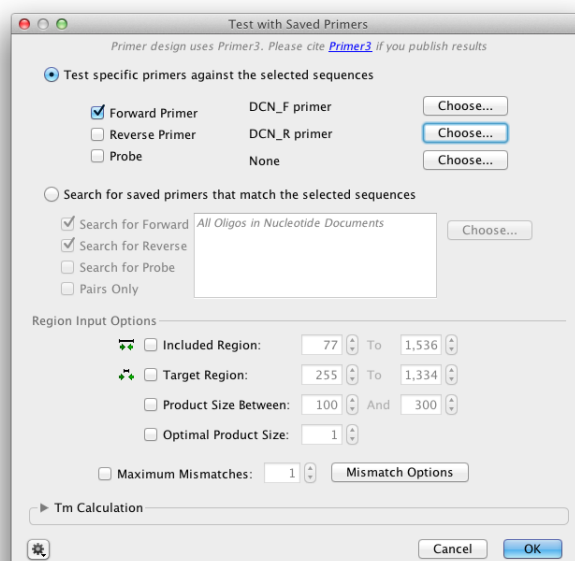 Test with Saved Primers
Primer design uses Primer3. Please cite Primer3 if you publish results
Test specific primers against the selected sequences
Forward Primer DCN_F primer Choose...
Reverse Primer DCN_R primer Choose...
Probe None Choose...
Search for saved primers that match the selected sequences
Search for Forward All Oligos in Nucleotide Documents Choose...
Search for Reverse
Search for Probe
Pairs Only
Region Input Options
Included Region: 77 To 1,536
Target Region: 255 To 1,334
Product Size Between: 100 And 300
Optimal Product Size: 1
Maximum Mismatches: 1 Mismatch Options
Tm Calculation
Cancel OK